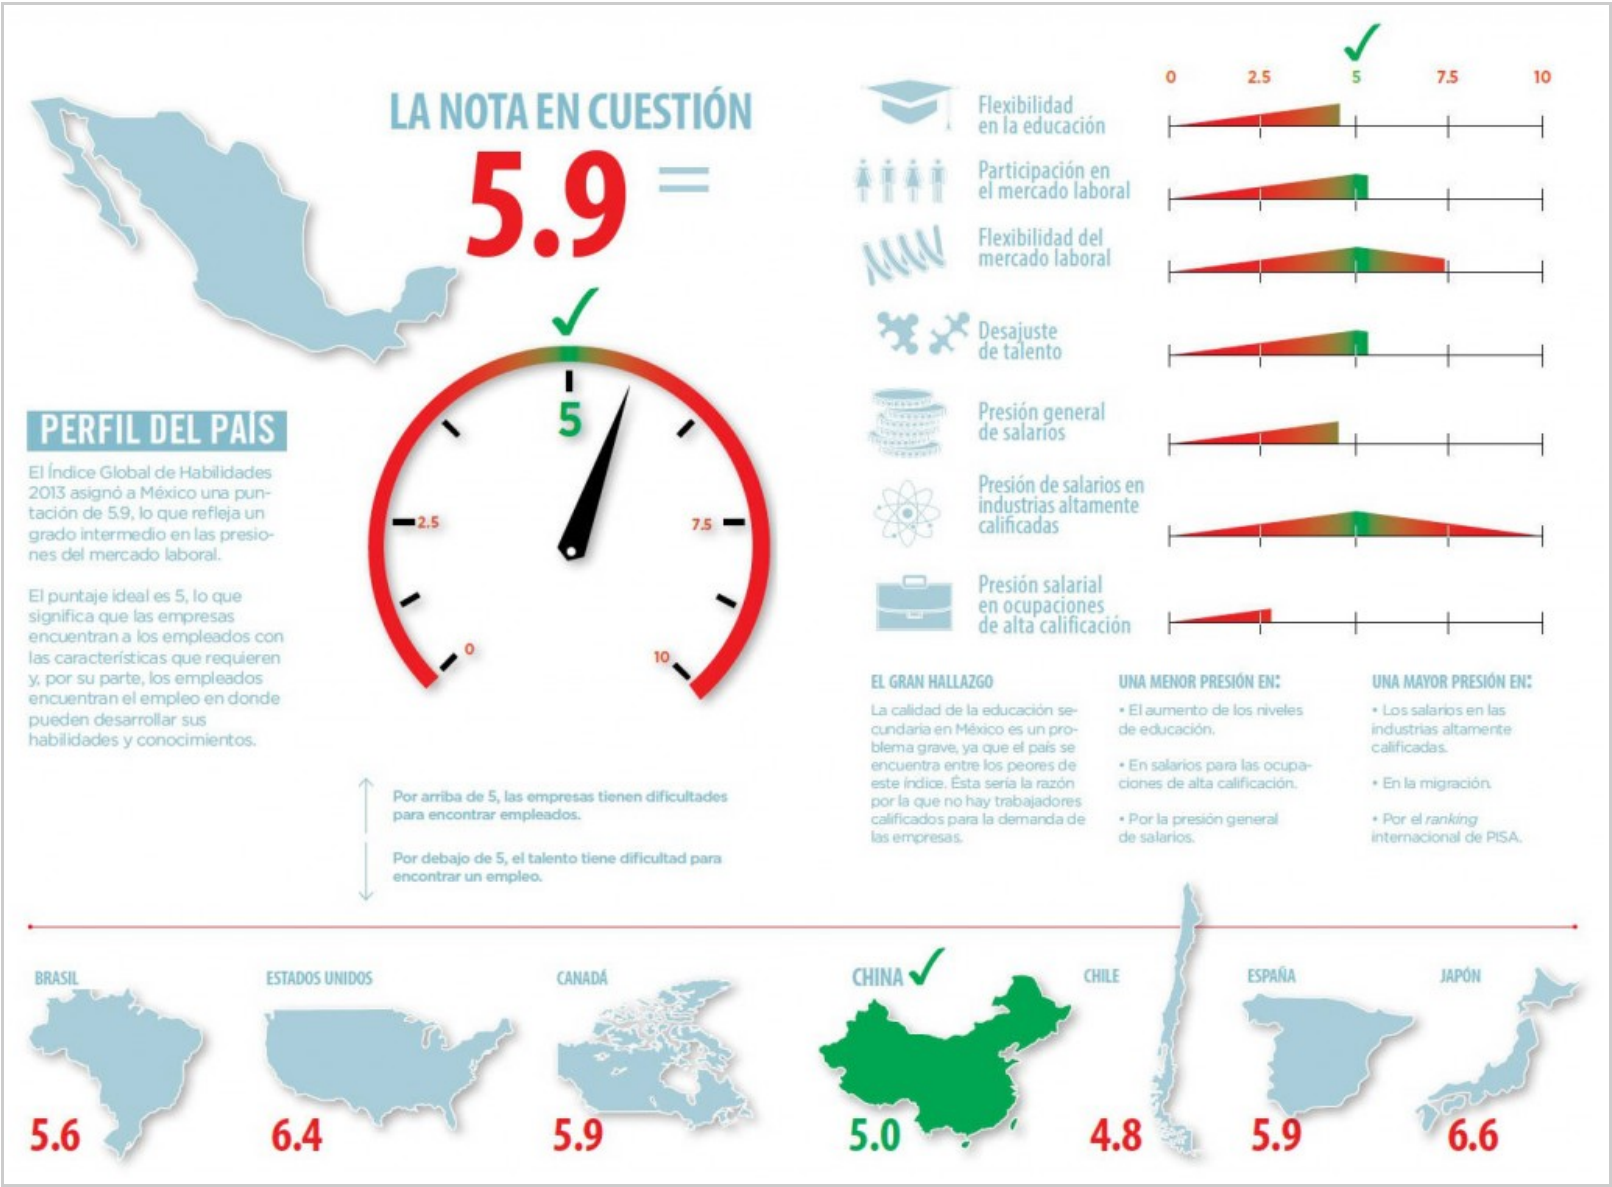 LA NOTA EN CUESTIÓN
5.9 =
5
2.5
7.5
0
10
PERFIL DEL PAÍS
El Índice Global de Habilidades
2013 asignó a México una pun-
tación de 5.9, lo que refleja un
grado intermedio en las presio-
nes del mercado laboral.
El puntaje ideal es 5, lo que
significa que las empresas
encuentran a los empleados con
las características que requieren
y, por su parte, los empleados
encuentran el empleo en donde
pueden desarrollar sus
habilidades y conocimientos.
Por arriba de 5, las empresas tienen dificultades
para encontrar empleados.
Por debajo de 5, el talento tiene dificultad para
encontrar un empleo.
0 2.5 5 7.5 10
Flexibilidad
en la educación
Participación en
el mercado laboral
Flexibilidad del
mercado laboral
Desajuste
de talento
Presión general
de salarios
Presión de salarios en
industrias altamente
calificadas
Presión salarial
en ocupaciones
de alta calificación
EL GRAN HALLAZGO
La calidad de la educación se-
cundaria en México es un pro-
blema grave, ya que el país se
encuentra entre los peores de
este índice. Ésta sería la razón
por la que no hay trabajadores
calificados para la demanda de
las empresas.
UNA MENOR PRESIÓN EN:
• El aumento de los niveles
de educación.
• En salarios para las ocupa-
ciones de alta calificación.
• Por la presión general
de salarios.
UNA MAYOR PRESIÓN EN:
• Los salarios en las
industrias altamente
calificadas.
• En la migración.
• Por el ranking
internacional de PISA.
BRASIL
5.6
ESTADOS UNIDOS
6.4
CANADÁ
5.9
CHINA
5.0
CHILE
4.8
ESPAÑA
5.9
JAPÓN
6.6